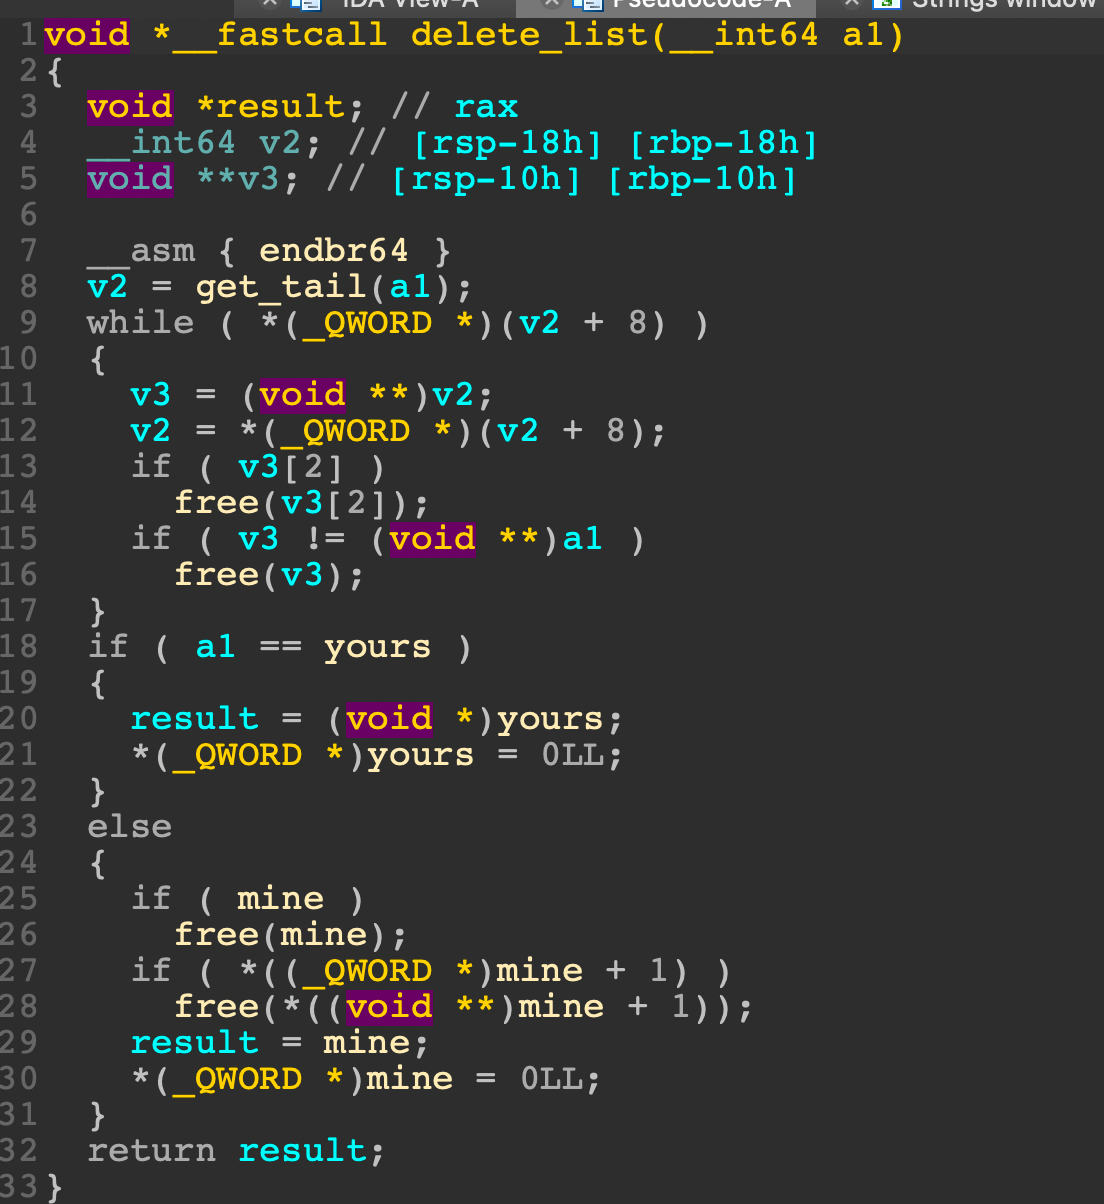 IDA View-A Pseudocode-A Strings window
1 void *__fastcall delete_list(__int64 a1)
2 {
3 void *result; // rax
4 __int64 v2; // [rsp-18h] [rbp-18h]
5 void **v3; // [rsp-10h] [rbp-10h]
6
7 __asm { endbr64 }
8 v2 = get_tail(a1);
9 while ( *(_QWORD *)(v2 + 8) )
10 {
11 v3 = (void **)v2;
12 v2 = *(_QWORD *)(v2 + 8);
13 if ( v3[2] )
14 free(v3[2]);
15 if ( v3 != (void **)a1 )
16 free(v3);
17 }
18 if ( a1 == yours )
19 {
20 result = (void *)yours;
21 *(_QWORD *)yours = 0LL;
22 }
23 else
24 {
25 if ( mine )
26 free(mine);
27 if ( *((_QWORD *)mine + 1) )
28 free(*((void **)mine + 1));
29 result = mine;
30 *(_QWORD *)mine = 0LL;
31 }
32 return result;
33 }